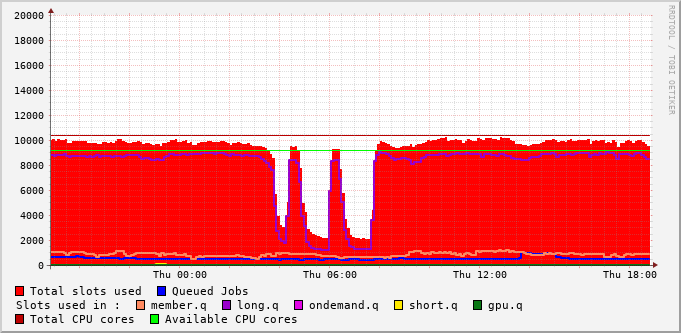 RRDTOOL / TOBI OETIKER
20000
18000
16000
14000
12000
10000
8000
6000
4000
2000
0
Thu 00:00 Thu 06:00 Thu 12:00 Thu 18:00
Total slots used Queued Jobs
Slots used in : member.q long.q ondemand.q short.q gpu.q
Total CPU cores Available CPU cores